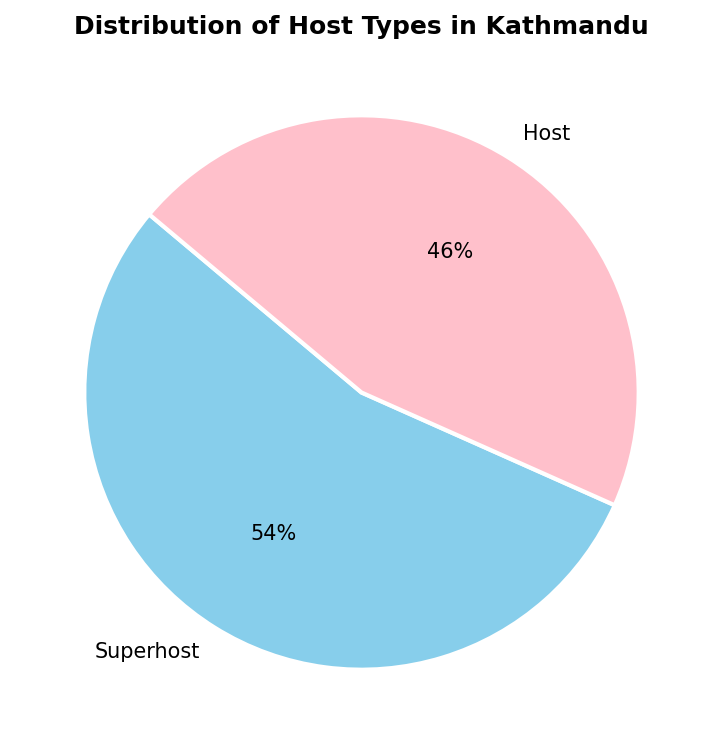 Distribution of Host Types in Kathmandu
Host
46%
54%
Superhost